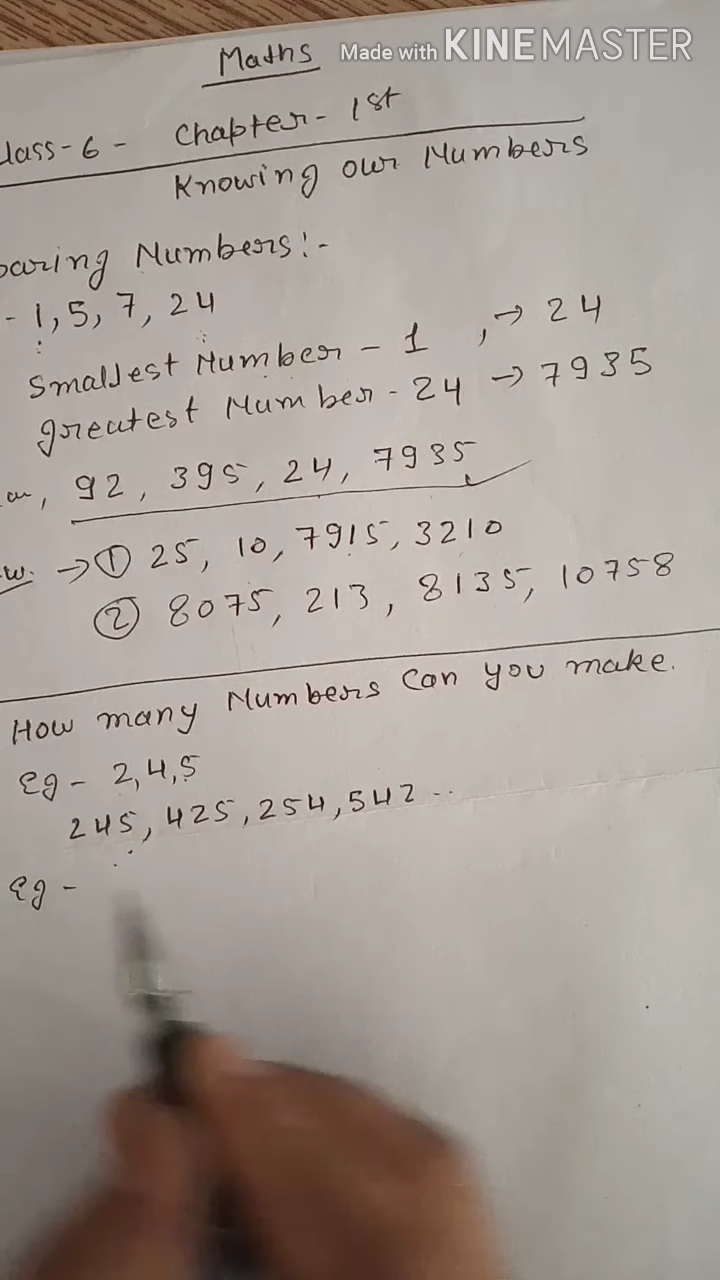 Made with KINEMASTER
Maths
lass-6- Chapter- 1st
Knowing our Numbers
paring Numbers:-
- 1, 5, 7, 24
Smallest Number - 1 , → 24
greatest Number - 24 → 7935
, 92, 395, 24, 7935
w. → ① 25, 10, 7915, 3210
② 8075, 213, 8135, 10758
How many Numbers can you make.
Eg - 2,4,5
245, 425, 254, 542 ..
Eg -